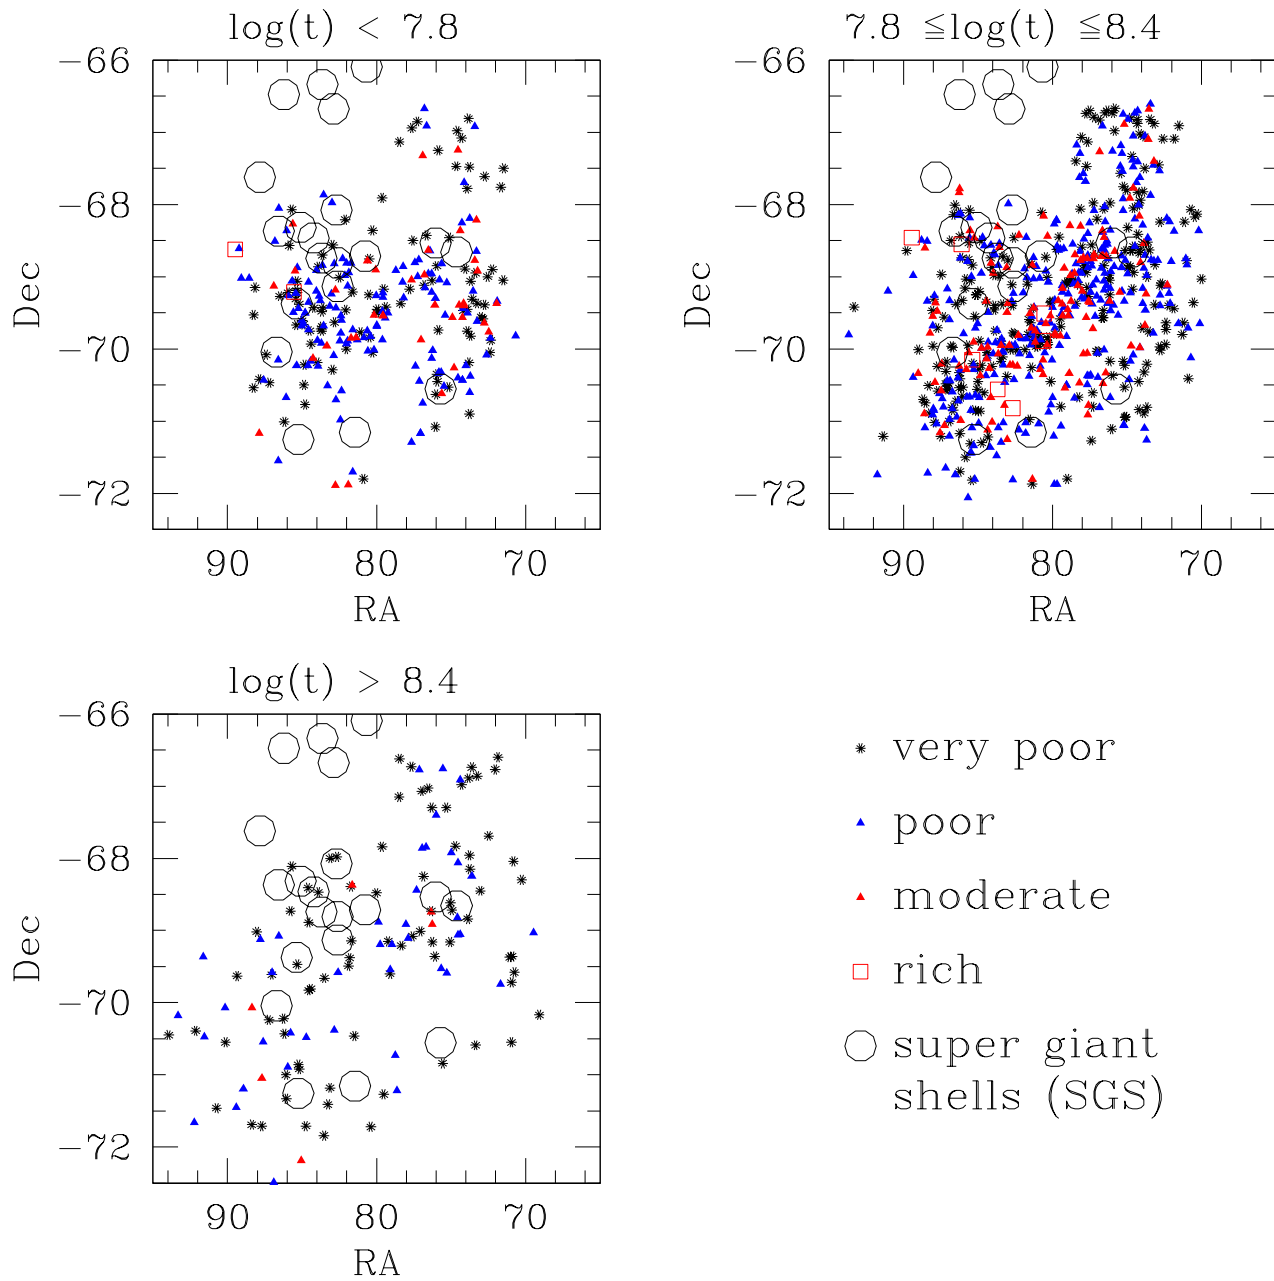 log(t) < 7.8
7.8 ≦log(t) ≦8.4
−66
−68
−70
−72
Dec
90
80
70
RA
−66
−68
−70
−72
Dec
90
80
70
RA
log(t) > 8.4
−66
−68
−70
−72
Dec
90
80
70
RA
very poor
poor
moderate
rich
super giant
shells (SGS)